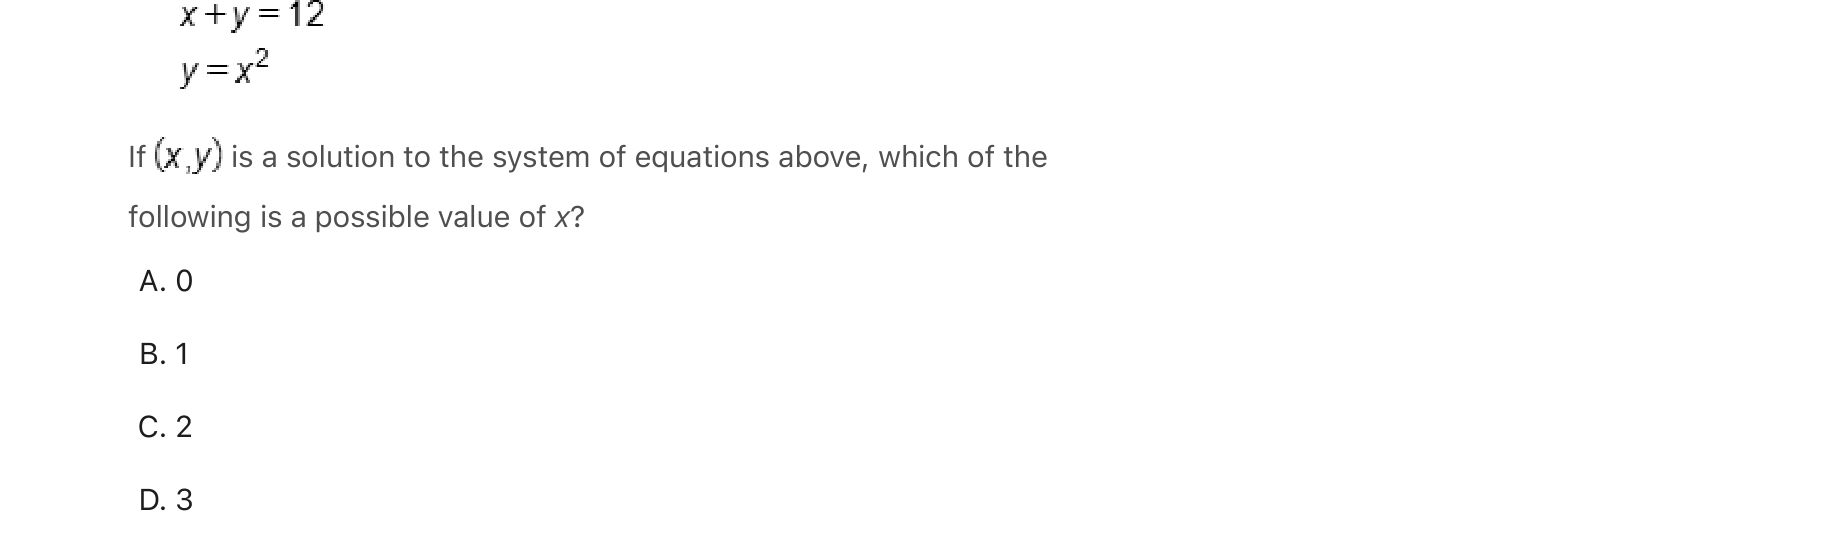 x+y=12
y=x²
If (x,y) is a solution to the system of equations above, which of the
following is a possible value of x?
A. 0
B. 1
C. 2
D. 3